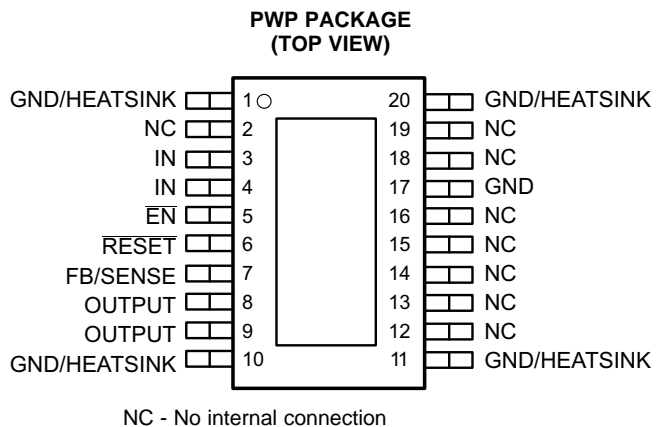 PWP PACKAGE
(TOP VIEW)
GND/HEATSINK 1 20 GND/HEATSINK
NC 2 19 NC
IN 3 18 NC
IN 4 17 GND
EN 5 16 NC
RESET 6 15 NC
FB/SENSE 7 14 NC
OUTPUT 8 13 NC
OUTPUT 9 12 NC
GND/HEATSINK 10 11 GND/HEATSINK
NC - No internal connection